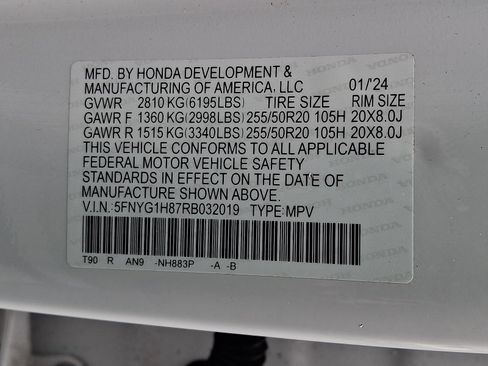 MFD. BY HONDA DEVELOPMENT &
MANUFACTURING OF AMERICA, LLC 01/'24
GVWR 2810 KG(6195LBS) TIRE SIZE RIM SIZE
GAWR F 1360 KG(2998LBS) 255/50R20 105H 20X8.0J
GAWR R 1515 KG(3340LBS) 255/50R20 105H 20X8.0J
THIS VEHICLE CONFORMS TO ALL APPLICABLE
FEDERAL MOTOR VEHICLE SAFETY
STANDARDS IN EFFECT ON THE DATE
OF MANUFACTURE SHOWN ABOVE.
V.I.N.:5FNYG1H87RB032019 TYPE:MPV
T90 R AN9 -NH883P -A -B